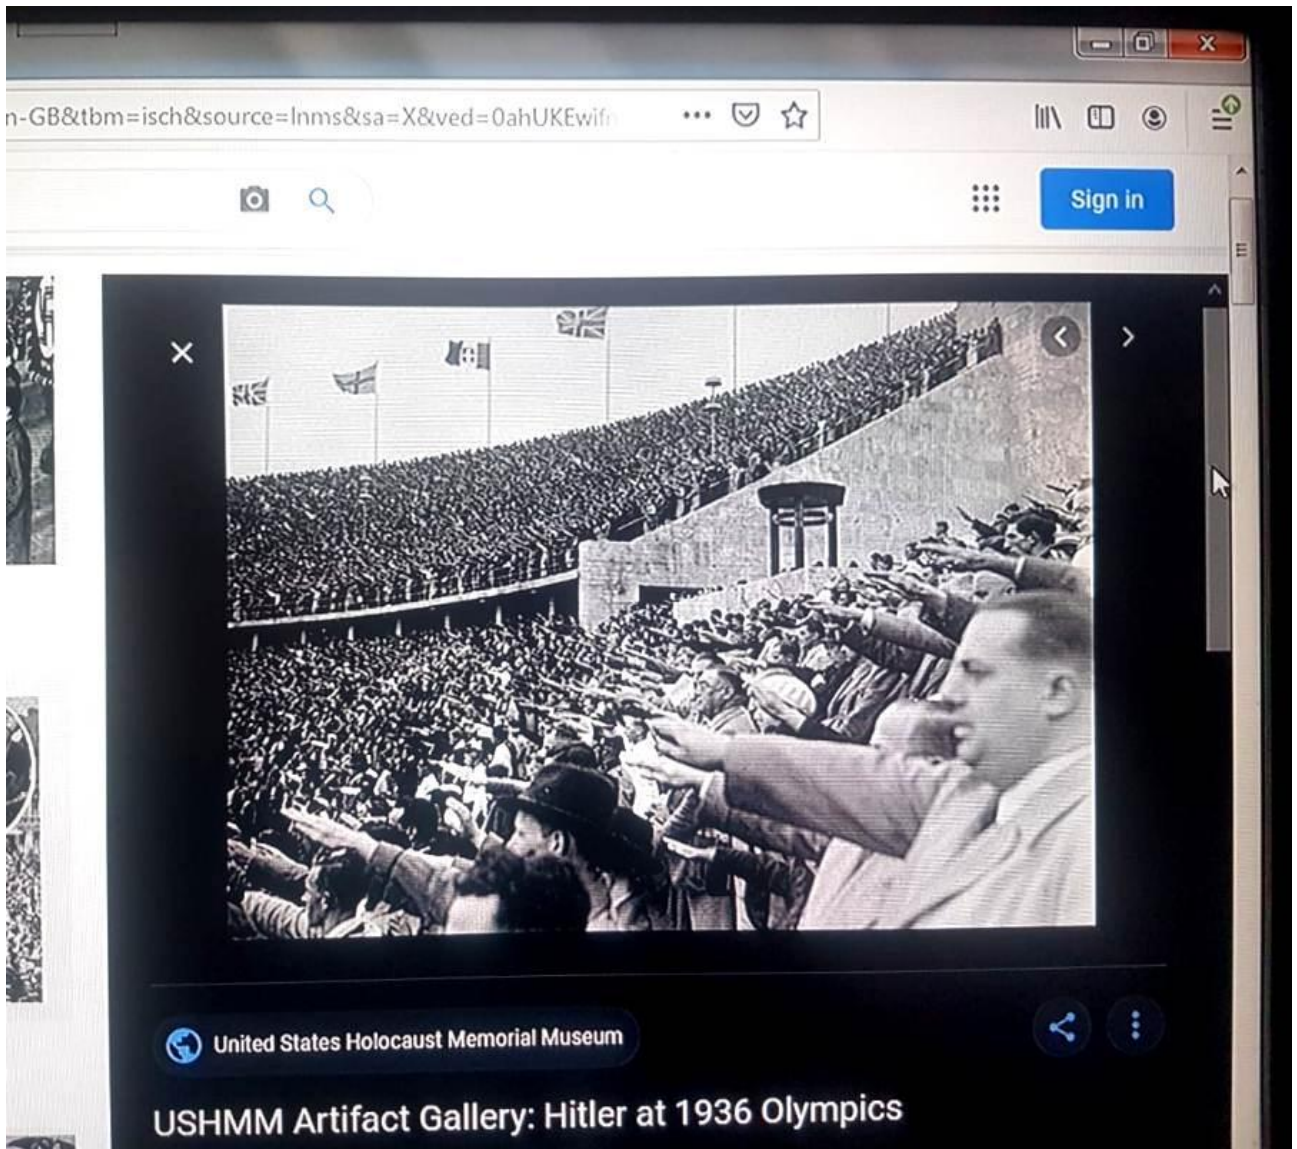 n-GB&tbm=isch&source=lnms&sa=X&ved=0ahUKEwifn
Sign in
United States Holocaust Memorial Museum
USHMM Artifact Gallery: Hitler at 1936 Olympics